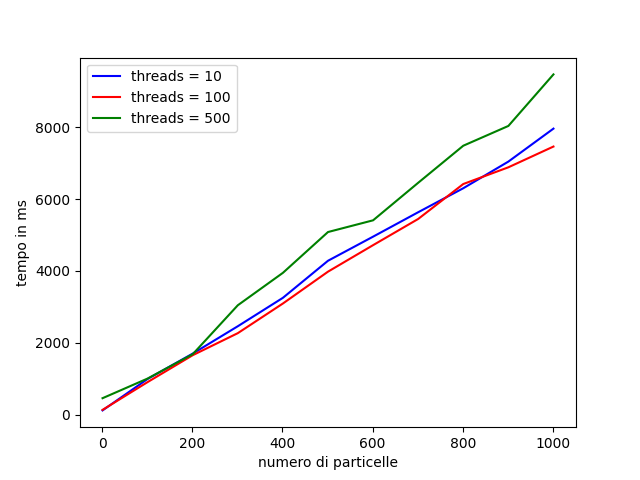 threads = 10
threads = 100
threads = 500
8000
6000
4000
2000
0
tempo in ms
0 200 400 600 800 1000
numero di particelle